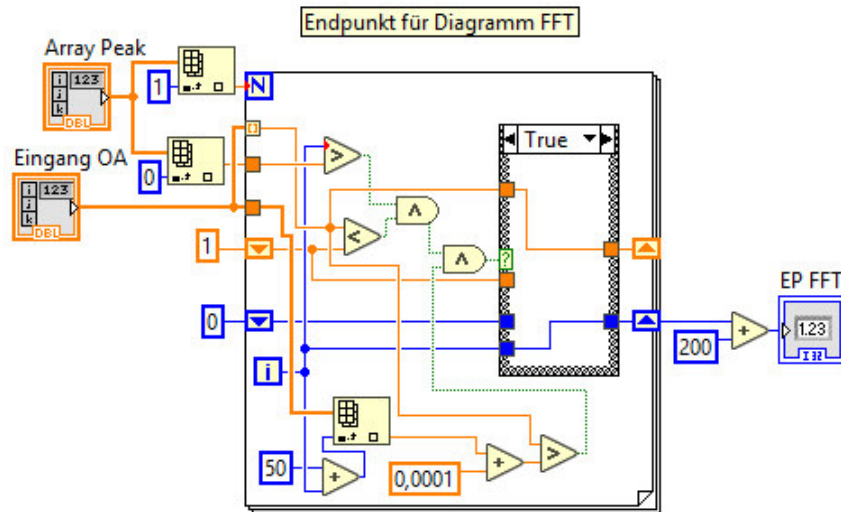 Endpunkt für Diagramm FFT
Array Peak
i 123
j
k
DBL
1
N
Eingang OA
0
i 123
j
k
DBL
True
>
<
∧
∧
?
1
0
i
EP FFT
200
+
1.23
I32
50
+
0,0001
+
>